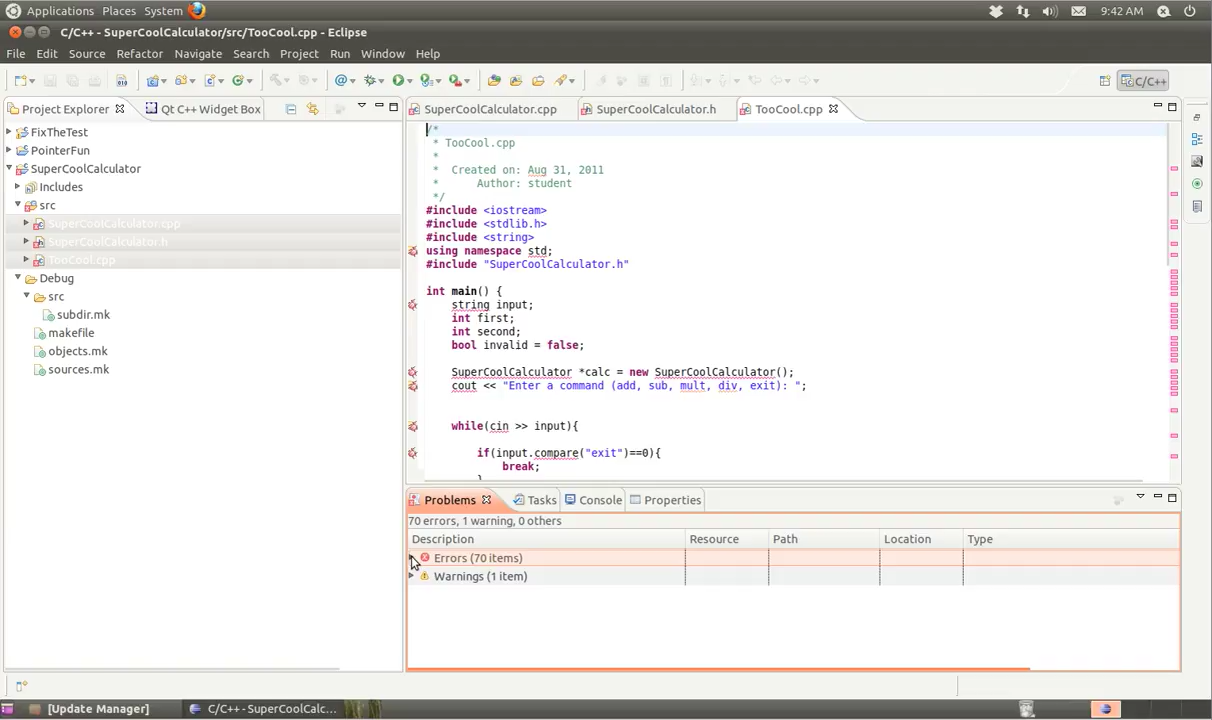 Applications Places System 9:42 AM
C/C++ - SuperCoolCalculator/src/TooCool.cpp - Eclipse
File Edit Source Refactor Navigate Search Project Run Window Help
C/C++
Project Explorer Qt C++ Widget Box
SuperCoolCalculator.cpp SuperCoolCalculator.h TooCool.cpp
FixTheTest
PointerFun
SuperCoolCalculator
Includes
src
SuperCoolCalculator.cpp
SuperCoolCalculator.h
TooCool.cpp
Debug
src
subdir.mk
makefile
objects.mk
sources.mk
/*
* TooCool.cpp
*
* Created on: Aug 31, 2011
* Author: student
*/
#include <iostream>
#include <stdlib.h>
#include <string>
using namespace std;
#include "SuperCoolCalculator.h"
int main() {
string input;
int first;
int second;
bool invalid = false;
SuperCoolCalculator *calc = new SuperCoolCalculator();
cout << "Enter a command (add, sub, mult, div, exit): ";
while(cin >> input){
if(input.compare("exit")==0){
break;
}
Problems Tasks Console Properties
70 errors, 1 warning, 0 others
Description Resource Path Location Type
Errors (70 items)
Warnings (1 item)
[Update Manager] C/C++ - SuperCoolCalc...